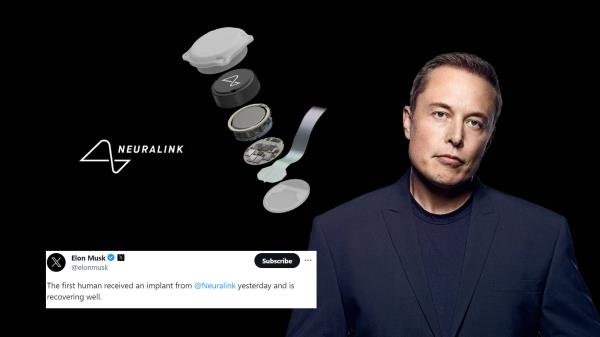 NEURALINK
Elon Musk
@elonmusk
Subscribe
The first human received an implant from @Neuralink yesterday and is
recovering well.